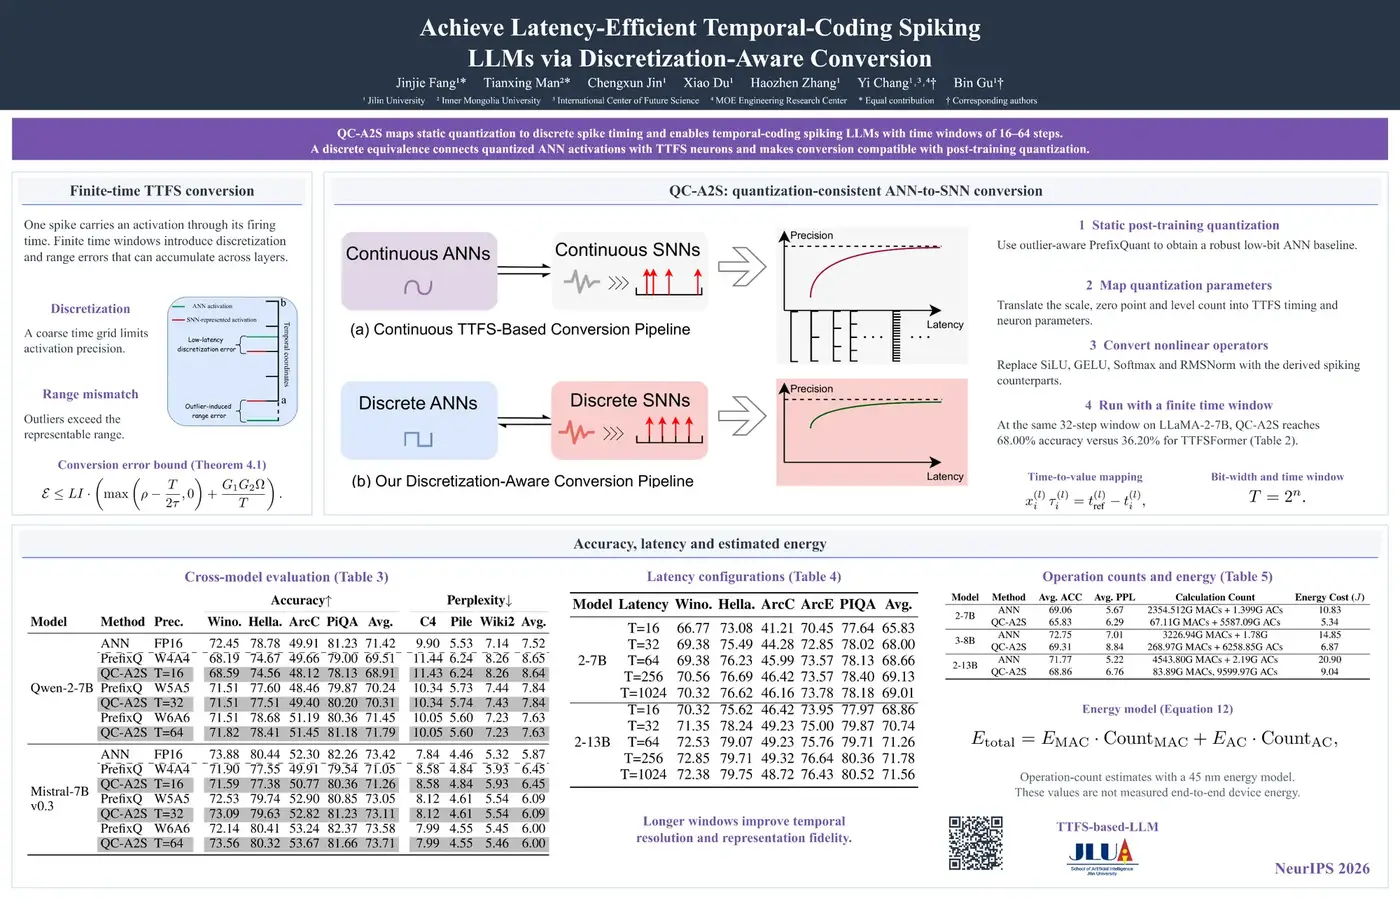 Achieve Latency-Efficient Temporal-Coding Spiking
LLMs via Discretization-Aware Conversion
Jinjie Fang¹* Tianxing Man²* Chengxun Jin¹ Xiao Du¹ Haozhen Zhang¹ Yi Chang¹,³,⁴† Bin Gu¹†
¹ Jilin University ² Inner Mongolia University ³ International Center of Future Science ⁴ MOE Engineering Research Center * Equal contribution † Corresponding authors
QC-A2S maps static quantization to discrete spike timing and enables temporal-coding spiking LLMs with time windows of 16–64 steps.
A discrete equivalence connects quantized ANN activations with TTFS neurons and makes conversion compatible with post-training quantization.
Finite-time TTFS conversion
One spike carries an activation through its firing
time. Finite time windows introduce discretization
and range errors that can accumulate across layers.
Discretization
A coarse time grid limits
activation precision.
Range mismatch
Outliers exceed the
representable range.
ANN activation
SNN-represented activation
Low-latency
discretization error
Outlier-induced
range error
b
a
Temporal coordinates
Conversion error bound (Theorem 4.1)
ℰ ≤ LI · ( max ( ρ − T/2τ, 0 ) + G₁G₂Ω/T ) .
QC-A2S: quantization-consistent ANN-to-SNN conversion
Continuous ANNs
Continuous SNNs
(a) Continuous TTFS-Based Conversion Pipeline
Precision
Latency
Discrete ANNs
Discrete SNNs
(b) Our Discretization-Aware Conversion Pipeline
Precision
Latency
1 Static post-training quantization
Use outlier-aware PrefixQuant to obtain a robust low-bit ANN baseline.
2 Map quantization parameters
Translate the scale, zero point and level count into TTFS timing and
neuron parameters.
3 Convert nonlinear operators
Replace SiLU, GELU, Softmax and RMSNorm with the derived spiking
counterparts.
4 Run with a finite time window
At the same 32-step window on LLaMA-2-7B, QC-A2S reaches
68.00% accuracy versus 36.20% for TTFSFormer (Table 2).
Time-to-value mapping
x_i^(l) τ_i^(l) = t_ref^(l) − t_i^(l),
Bit-width and time window
T = 2ⁿ.
Accuracy, latency and estimated energy
Cross-model evaluation (Table 3)
Accuracy↑ Perplexity↓
Model Method Prec. Wino. Hella. ArcC PiQA Avg. C4 Pile Wiki2 Avg.
Qwen-2-7B
ANN FP16 72.45 78.78 49.91 81.23 71.42 9.90 5.53 7.14 7.52
PrefixQ W4A4 68.19 74.67 49.66 79.00 69.51 11.44 6.24 8.26 8.65
QC-A2S T=16 68.59 74.56 48.12 78.13 68.91 11.43 6.24 8.26 8.64
PrefixQ W5A5 71.51 77.60 48.46 79.87 70.24 10.34 5.73 7.44 7.84
QC-A2S T=32 71.51 77.51 49.40 80.20 70.31 10.34 5.74 7.43 7.84
PrefixQ W6A6 71.51 78.68 51.19 80.36 71.45 10.05 5.60 7.23 7.63
QC-A2S T=64 71.82 78.41 51.45 81.18 71.79 10.05 5.60 7.23 7.63
Mistral-7B
v0.3
ANN FP16 73.88 80.44 52.30 82.26 73.42 7.84 4.46 5.32 5.87
PrefixQ W4A4 71.90 77.55 49.91 79.54 71.05 8.58 4.84 5.93 6.45
QC-A2S T=16 71.59 77.38 50.77 80.36 71.26 8.58 4.84 5.93 6.45
PrefixQ W5A5 72.53 79.74 52.90 80.85 73.05 8.12 4.61 5.54 6.09
QC-A2S T=32 73.09 79.63 52.82 81.23 73.11 8.12 4.61 5.54 6.09
PrefixQ W6A6 72.14 80.41 53.24 82.37 73.58 7.99 4.55 5.45 6.00
QC-A2S T=64 73.56 80.32 53.67 81.66 73.71 7.99 4.55 5.46 6.00
Latency configurations (Table 4)
Model Latency Wino. Hella. ArcC ArcE PIQA Avg.
2-7B
T=16 66.77 73.08 41.21 70.45 77.64 65.83
T=32 69.38 75.49 44.28 72.85 78.02 68.00
T=64 69.38 76.23 45.99 73.57 78.13 68.66
T=256 70.56 76.69 46.42 73.57 78.40 69.13
T=1024 70.32 76.62 46.16 73.78 78.18 69.01
2-13B
T=16 70.32 75.62 46.42 73.95 77.97 68.86
T=32 71.35 78.24 49.23 75.00 79.87 70.74
T=64 72.53 79.07 49.23 75.76 79.71 71.26
T=256 72.85 79.71 49.32 76.64 80.36 71.78
T=1024 72.38 79.75 48.72 76.43 80.52 71.56
Longer windows improve temporal
resolution and representation fidelity.
Operation counts and energy (Table 5)
Model Method Avg. ACC Avg. PPL Calculation Count Energy Cost (J)
2-7B
ANN 69.06 5.67 2354.512G MACs + 1.399G ACs 10.83
QC-A2S 65.83 6.29 67.11G MACs + 5587.09G ACs 5.34
3-8B
ANN 72.75 7.01 3226.94G MACs + 1.78G 14.85
QC-A2S 69.31 8.84 268.97G MACs + 6258.85G ACs 6.87
2-13B
ANN 71.77 5.22 4543.80G MACs + 2.19G ACs 20.90
QC-A2S 68.86 6.76 83.89G MACs, 9599.97G ACs 9.04
Energy model (Equation 12)
E_total = E_MAC · Count_MAC + E_AC · Count_AC,
Operation-count estimates with a 45 nm energy model.
These values are not measured end-to-end device energy.
TTFS-based-LLM
JLUAI
School of Artificial Intelligence
Jilin University
NeurIPS 2026